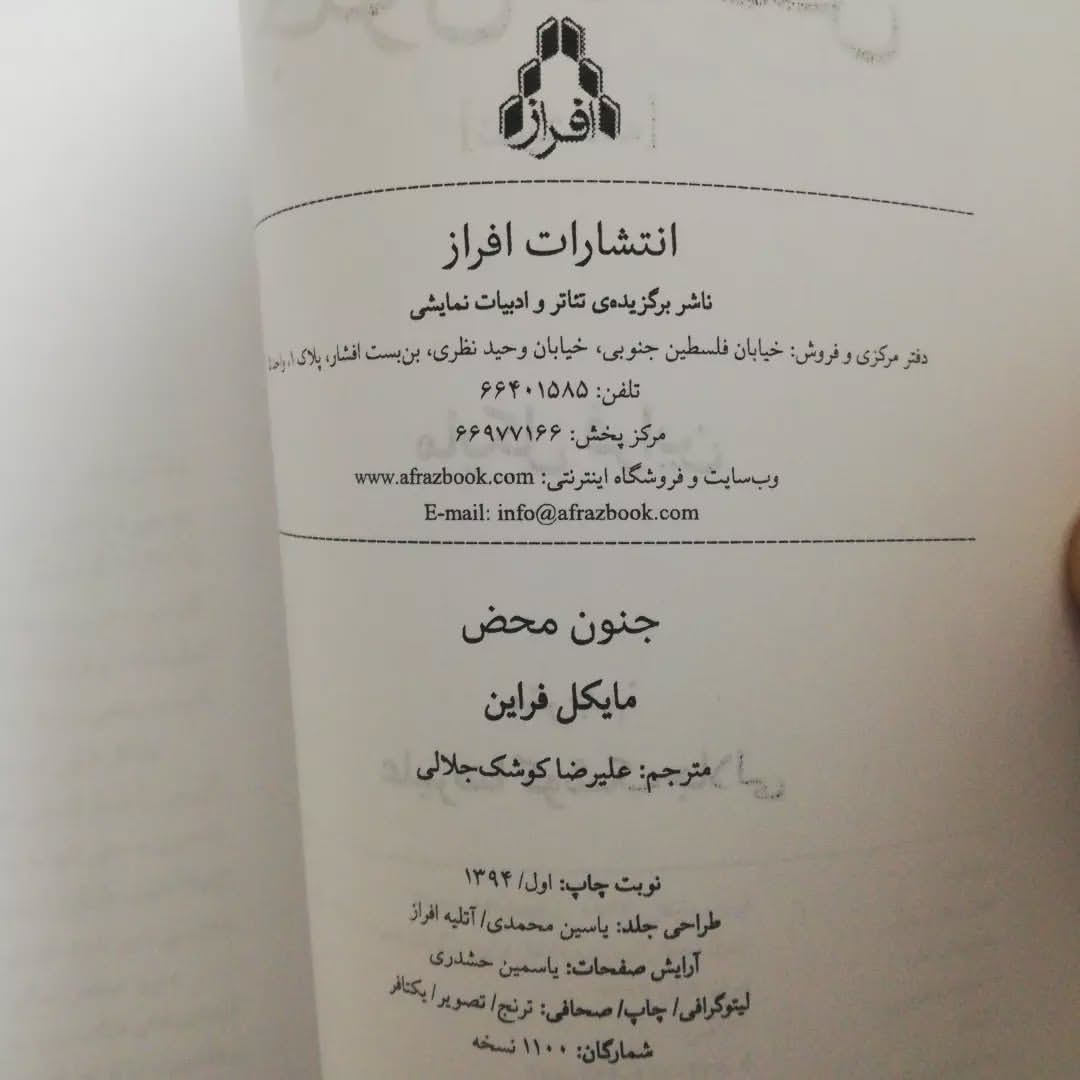 افراز
انتشارات افراز
ناشر برگزیده‌ی تئاتر و ادبیات نمایشی
دفتر مرکزی و فروش: خیابان فلسطین جنوبی، خیابان وحید نظری، بن‌بست افشار، پلاک ۱، واحد
تلفن: ۶۶۴۰۱۵۸۵
مرکز پخش: ۶۶۹۷۷۱۶۶
وب‌سایت و فروشگاه اینترنتی: www.afrazbook.com
E-mail: info@afrazbook.com
جنون محض
مایکل فراین
مترجم: علیرضا کوشک‌جلالی
نوبت چاپ: اول/ ۱۳۹۴
طراحی جلد: یاسین محمدی/ آتلیه افراز
آرایش صفحات: یاسمین حشدری
لیتوگرافی/ چاپ/ صحافی: ترنج/ تصویر/ یکتافر
شمارگان: ۱۱۰۰ نسخه